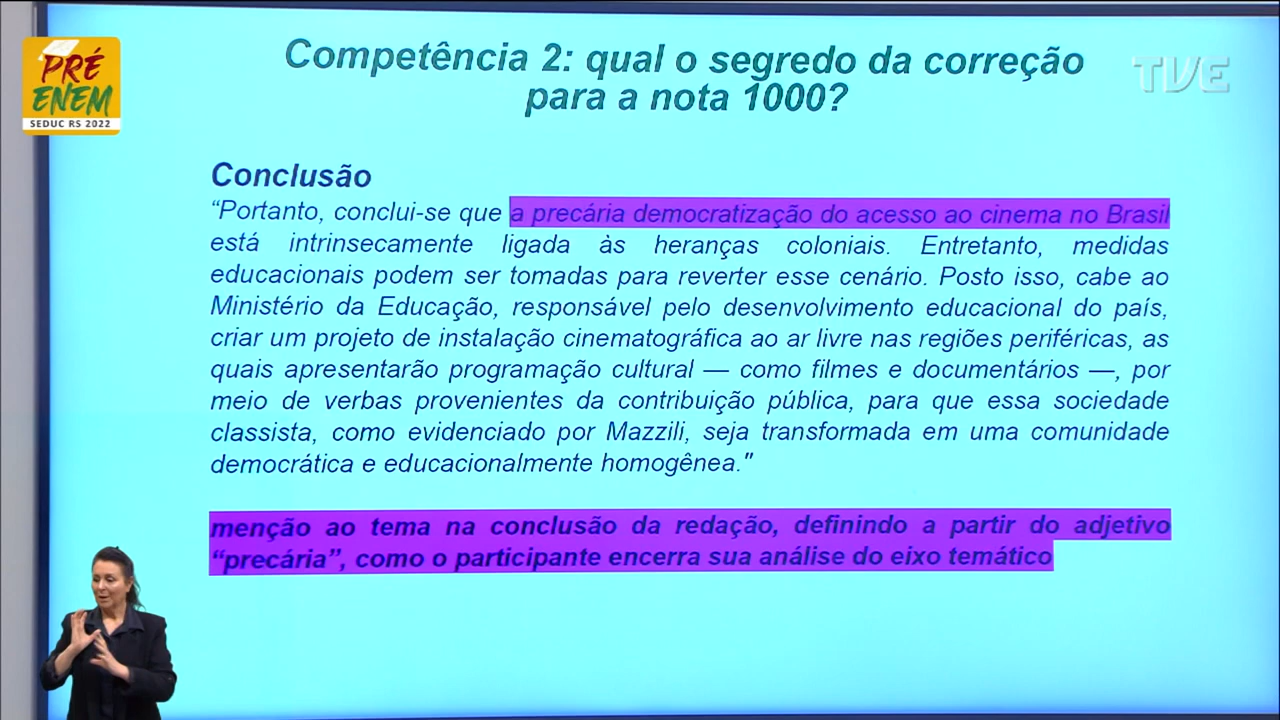 PRÉ
ENEM
SEDUC RS 2022
Competência 2: qual o segredo da correção
para a nota 1000?
TVE
Conclusão
“Portanto, conclui-se que a precária democratização do acesso ao cinema no Brasil
está intrinsecamente ligada às heranças coloniais. Entretanto, medidas
educacionais podem ser tomadas para reverter esse cenário. Posto isso, cabe ao
Ministério da Educação, responsável pelo desenvolvimento educacional do país,
criar um projeto de instalação cinematográfica ao ar livre nas regiões periféricas, as
quais apresentarão programação cultural — como filmes e documentários —, por
meio de verbas provenientes da contribuição pública, para que essa sociedade
classista, como evidenciado por Mazzili, seja transformada em uma comunidade
democrática e educacionalmente homogênea."
menção ao tema na conclusão da redação, definindo a partir do adjetivo
“precária”, como o participante encerra sua análise do eixo temático